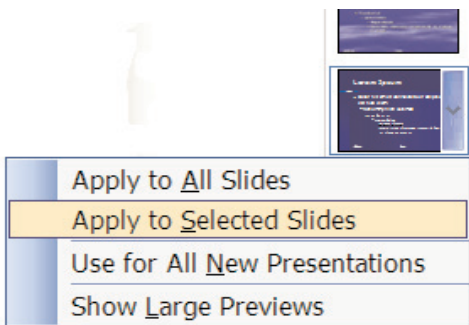 Apply to All Slides
Apply to Selected Slides
Use for All New Presentations
Show Large Previews